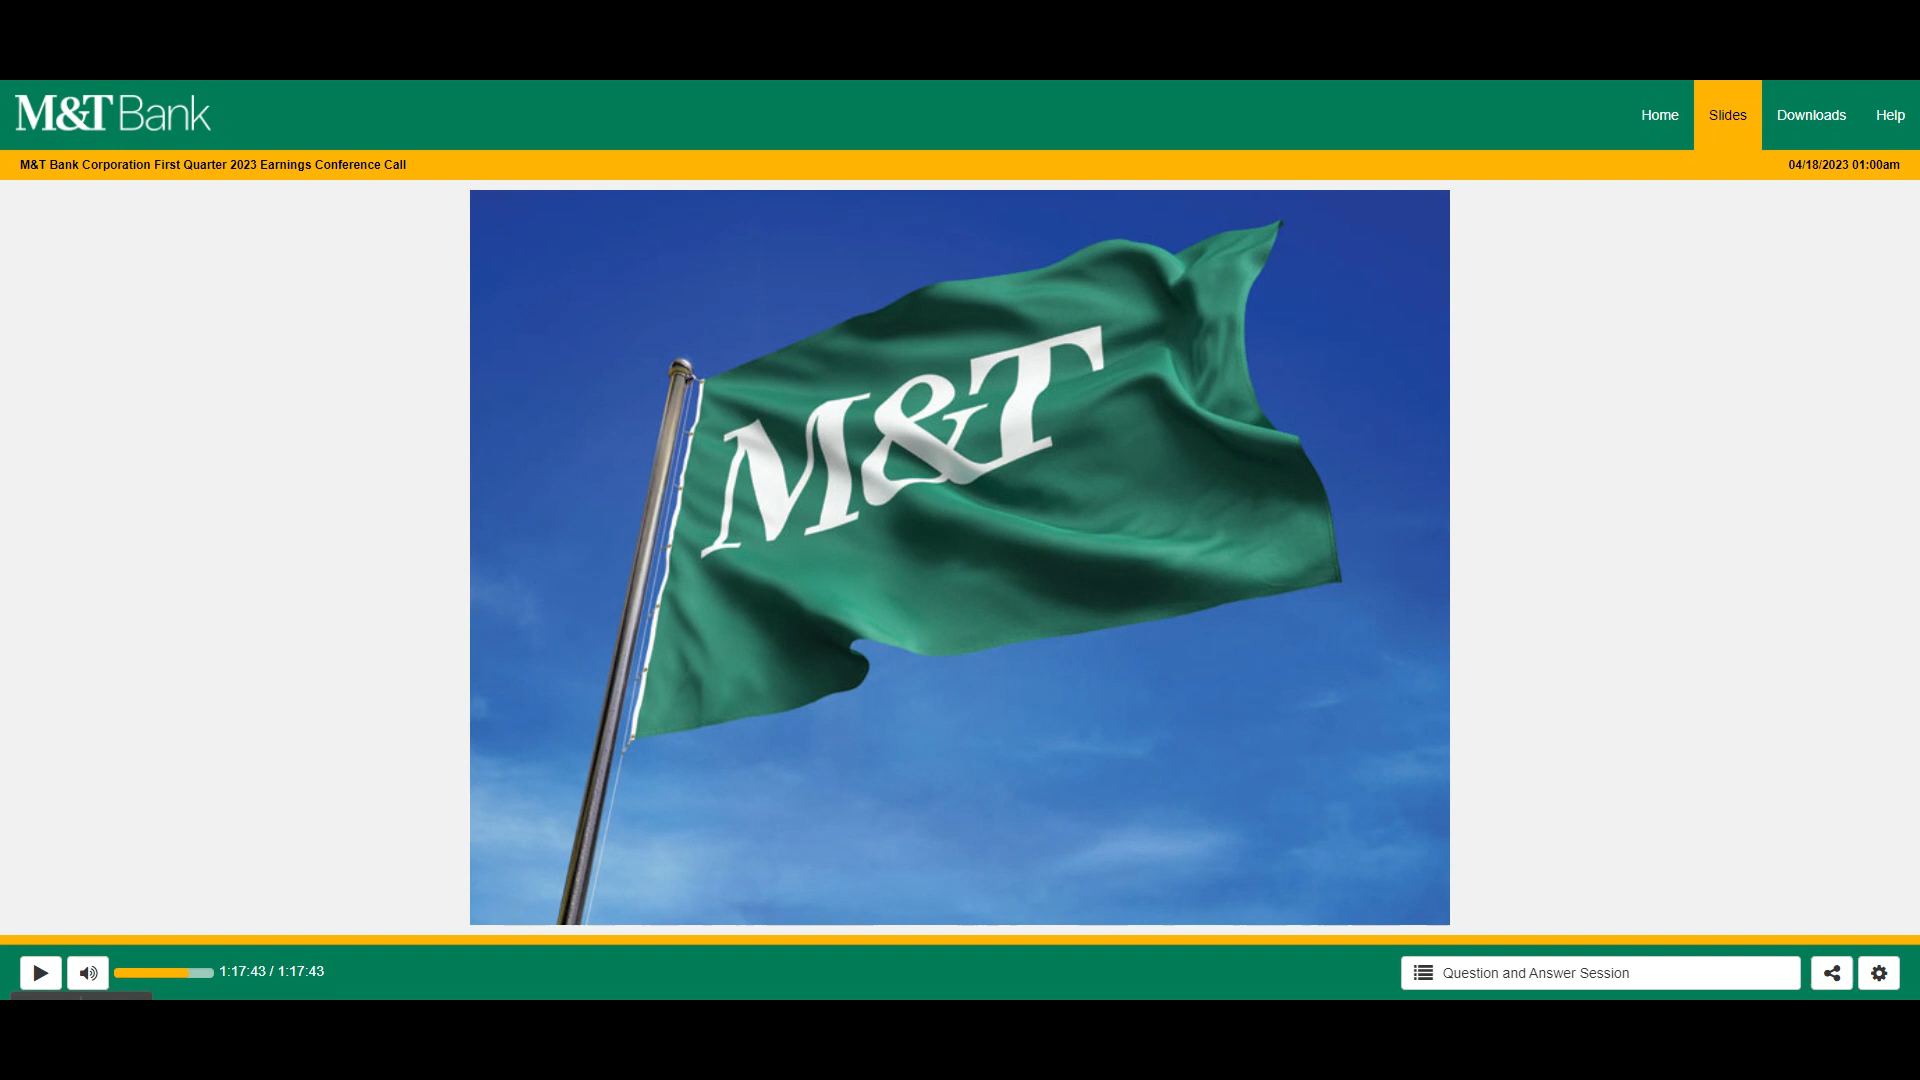 M&T Bank
Home Slides Downloads Help
M&T Bank Corporation First Quarter 2023 Earnings Conference Call
04/18/2023 01:00am
M&T
1:17:43 / 1:17:43
Question and Answer Session